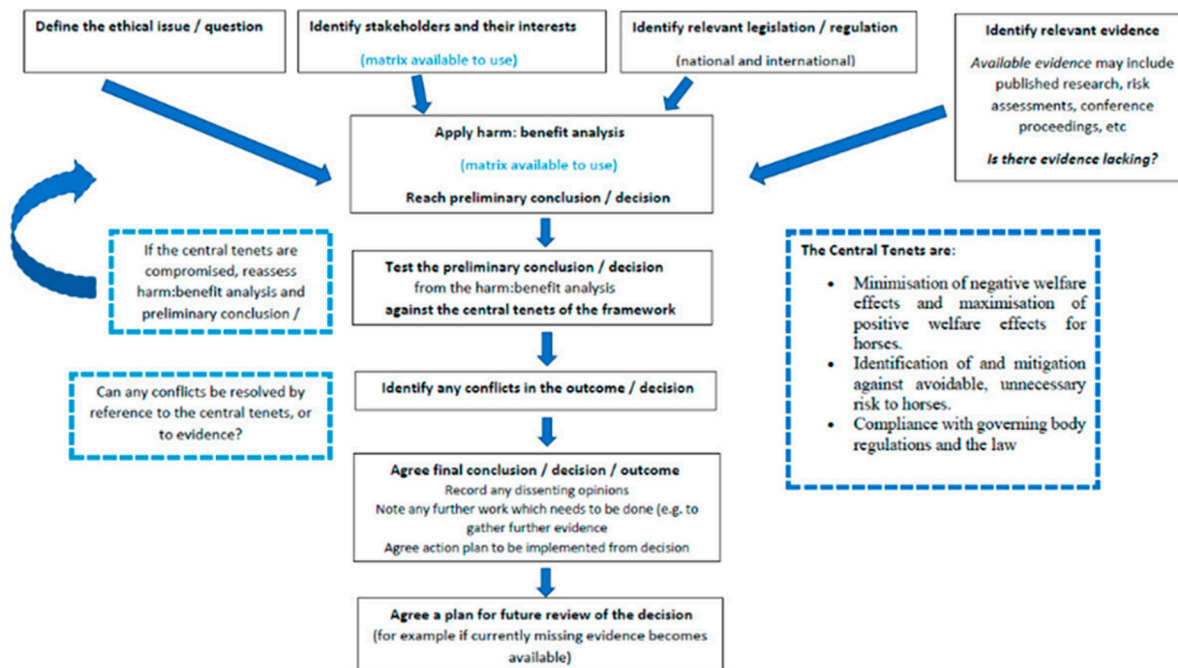 Define the ethical issue / question
Identify stakeholders and their interests
(matrix available to use)
Identify relevant legislation / regulation
(national and international)
Identify relevant evidence
Available evidence may include
published research, risk
assessments, conference
proceedings, etc
Is there evidence lacking?
Apply harm: benefit analysis
(matrix available to use)
Reach preliminary conclusion / decision
If the central tenets are
compromised, reassess
harm:benefit analysis and
preliminary conclusion /
Test the preliminary conclusion / decision
from the harm:benefit analysis
against the central tenets of the framework
The Central Tenets are:
• Minimisation of negative welfare
effects and maximisation of
positive welfare effects for
horses.
• Identification of and mitigation
against avoidable, unnecessary
risk to horses.
• Compliance with governing body
regulations and the law
Can any conflicts be resolved by
reference to the central tenets, or
to evidence?
Identify any conflicts in the outcome / decision
Agree final conclusion / decision / outcome
Record any dissenting opinions
Note any further work which needs to be done (e.g. to
gather further evidence
Agree action plan to be implemented from decision
Agree a plan for future review of the decision
(for example if currently missing evidence becomes
available)